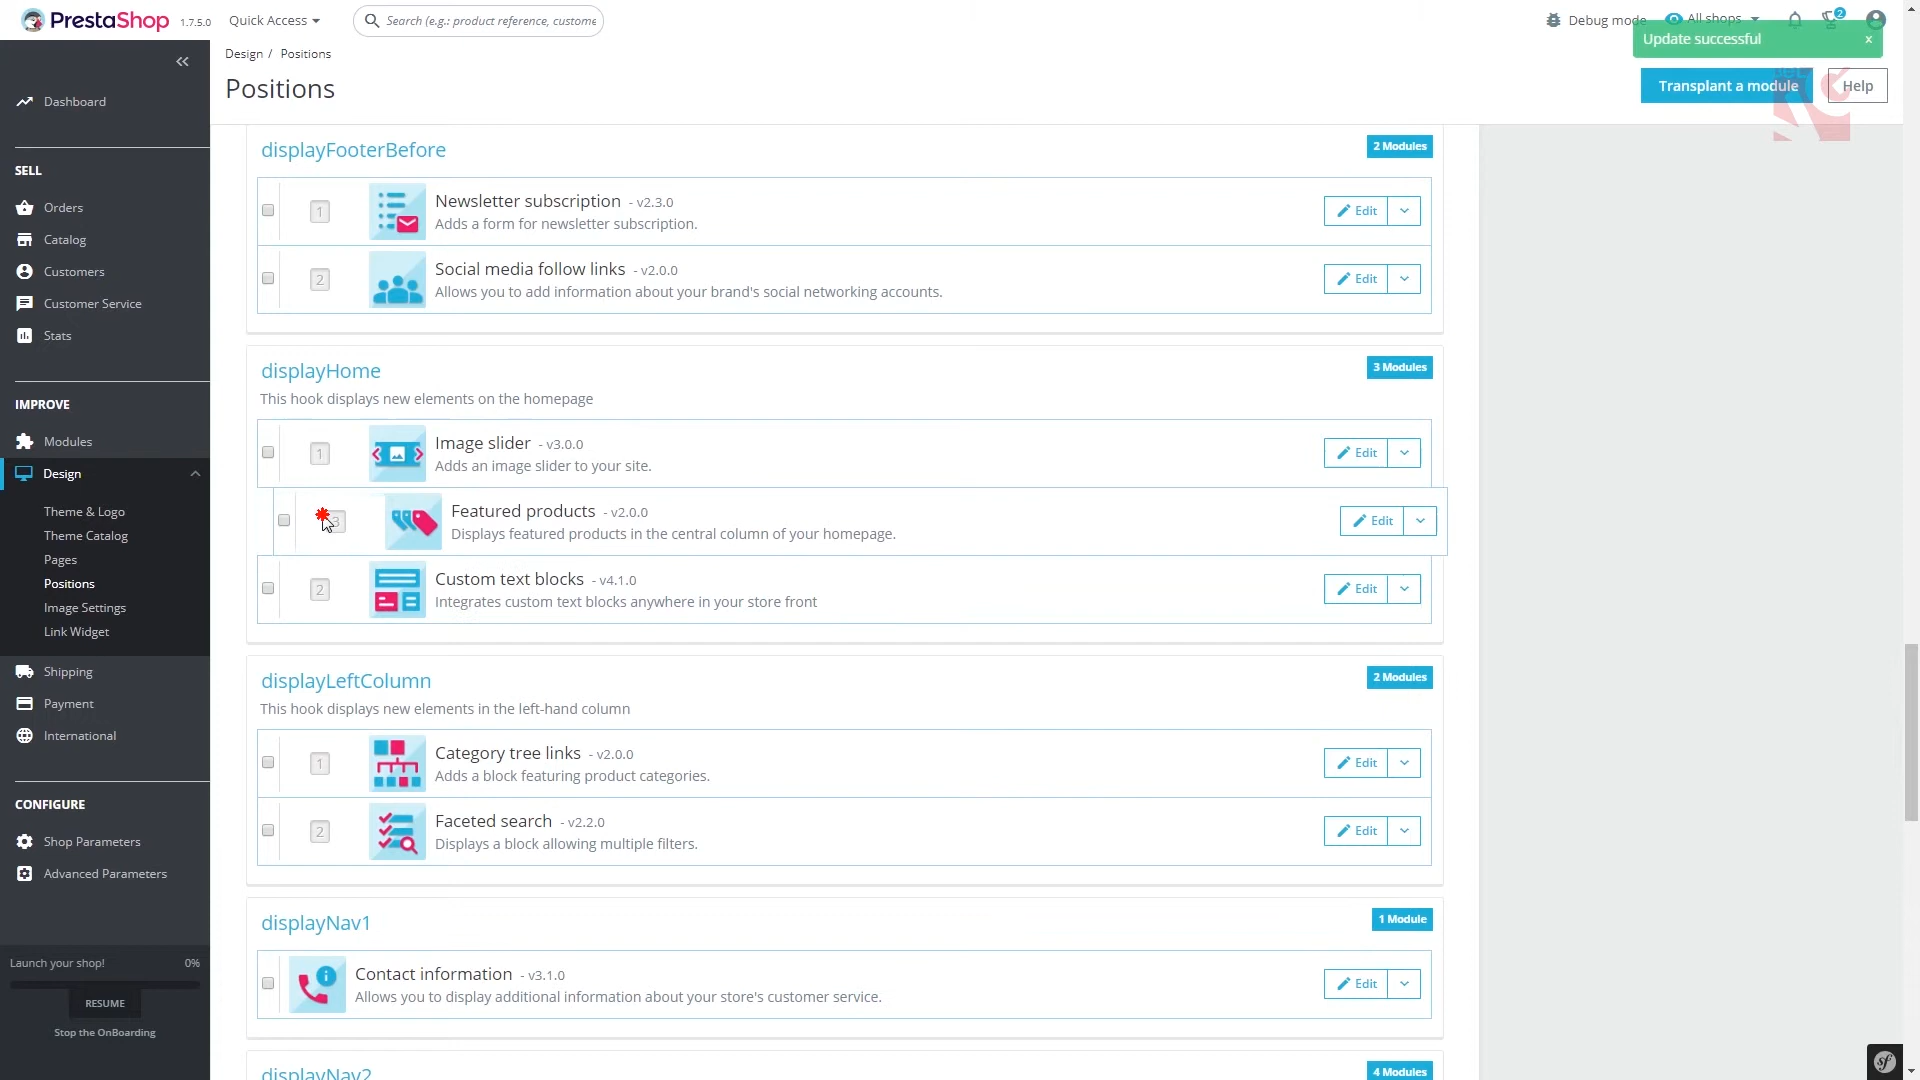 PrestaShop 1.7.5.0
Quick Access
Search (e.g.: product reference, custome
Debug mode
All shops
2
Update successful
x
Design / Positions
Positions
Transplant a module
Help
Dashboard
SELL
Orders
Catalog
Customers
Customer Service
Stats
IMPROVE
Modules
Design
Theme & Logo
Theme Catalog
Pages
Positions
Image Settings
Link Widget
Shipping
Payment
International
CONFIGURE
Shop Parameters
Advanced Parameters
Launch your shop! 0%
RESUME
Stop the OnBoarding
displayFooterBefore
2 Modules
1
Newsletter subscription - v2.3.0
Adds a form for newsletter subscription.
Edit
2
Social media follow links - v2.0.0
Allows you to add information about your brand's social networking accounts.
Edit
displayHome
3 Modules
This hook displays new elements on the homepage
1
Image slider - v3.0.0
Adds an image slider to your site.
Edit
3
Featured products - v2.0.0
Displays featured products in the central column of your homepage.
Edit
2
Custom text blocks - v4.1.0
Integrates custom text blocks anywhere in your store front
Edit
displayLeftColumn
2 Modules
This hook displays new elements in the left-hand column
1
Category tree links - v2.0.0
Adds a block featuring product categories.
Edit
2
Faceted search - v2.2.0
Displays a block allowing multiple filters.
Edit
displayNav1
1 Module
Contact information - v3.1.0
Allows you to display additional information about your store's customer service.
Edit
displayNav2
4 Modules
sf